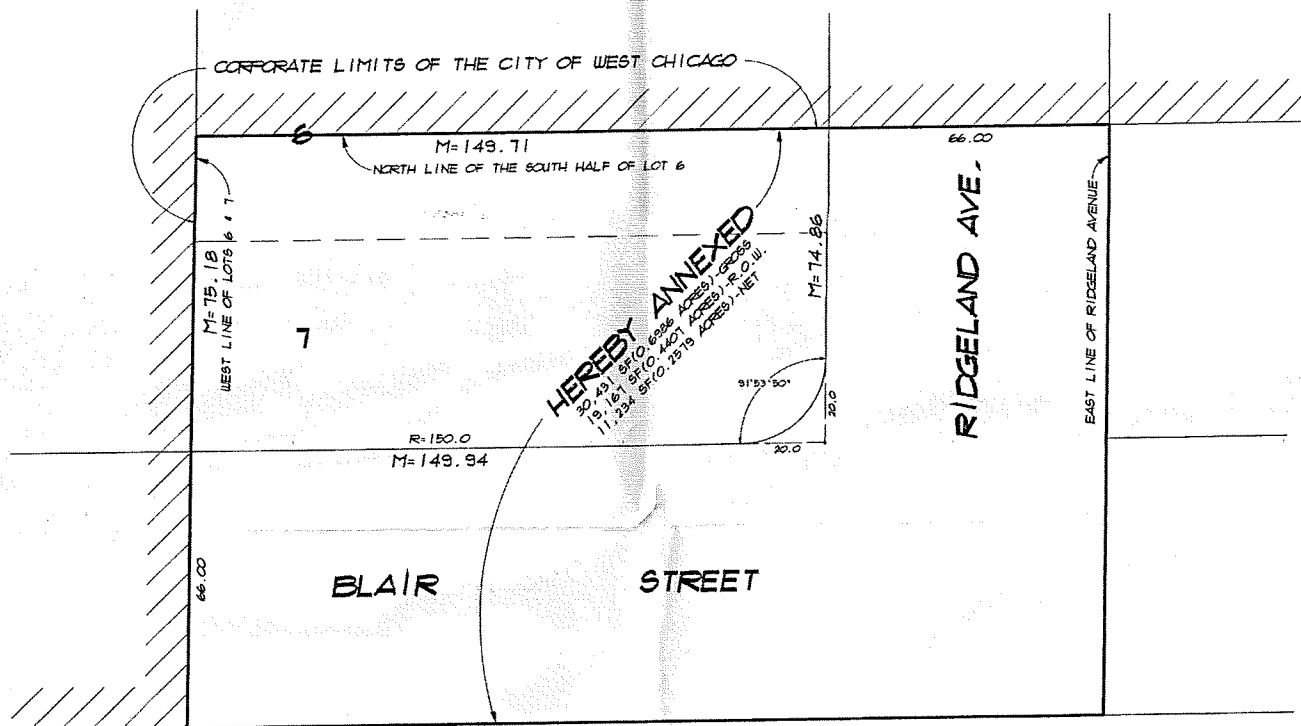 CORPORATE LIMITS OF THE CITY OF WEST CHICAGO
6
M=149.71
66.00
NORTH LINE OF THE SOUTH HALF OF LOT 6
M=75.18
WEST LINE OF LOTS 6 & 7
7
HEREBY ANNEXED
30,431 SF(0.6986 ACRES)-GROSS
19,167 SF(0.4407 ACRES)-R.O.W.
11,234 SF(0.2579 ACRES)-NET
M=74.86
RIDGELAND AVE.
EAST LINE OF RIDGELAND AVENUE
91°53'50"
20.0
20.0
R=150.0
M=149.94
66.00
BLAIR STREET